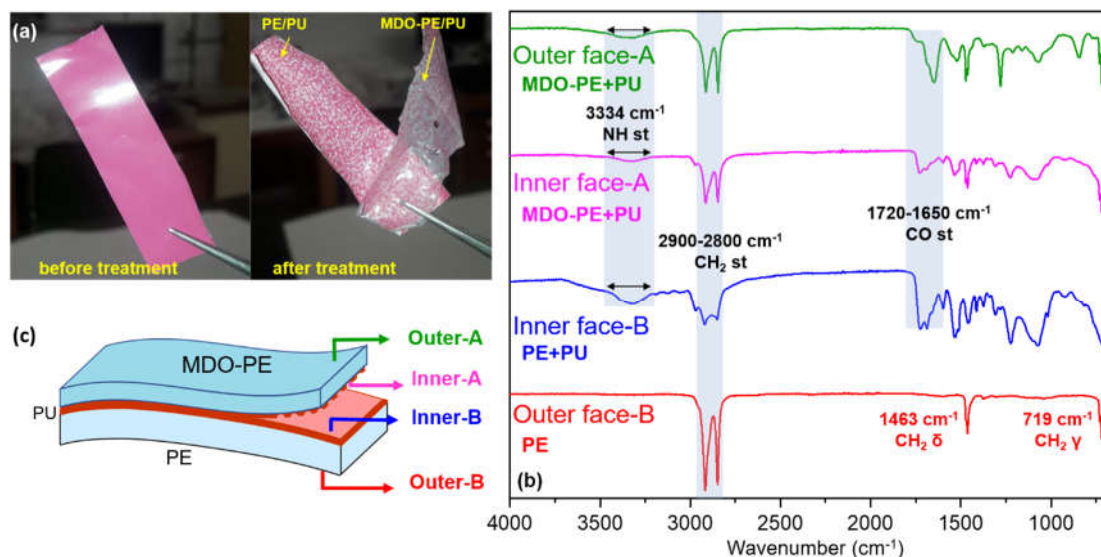 (a)
PE/PU
MDO-PE/PU
before treatment
after treatment
(c)
MDO-PE
PU
PE
Outer-A
Inner-A
Inner-B
Outer-B
Outer face-A
MDO-PE+PU
3334 cm⁻¹
NH st
Inner face-A
MDO-PE+PU
2900-2800 cm⁻¹
CH₂ st
1720-1650 cm⁻¹
CO st
Inner face-B
PE+PU
Outer face-B
PE
1463 cm⁻¹
CH₂ δ
719 cm⁻¹
CH₂ γ
(b)
4000 3500 3000 2500 2000 1500 1000
Wavenumber (cm⁻¹)